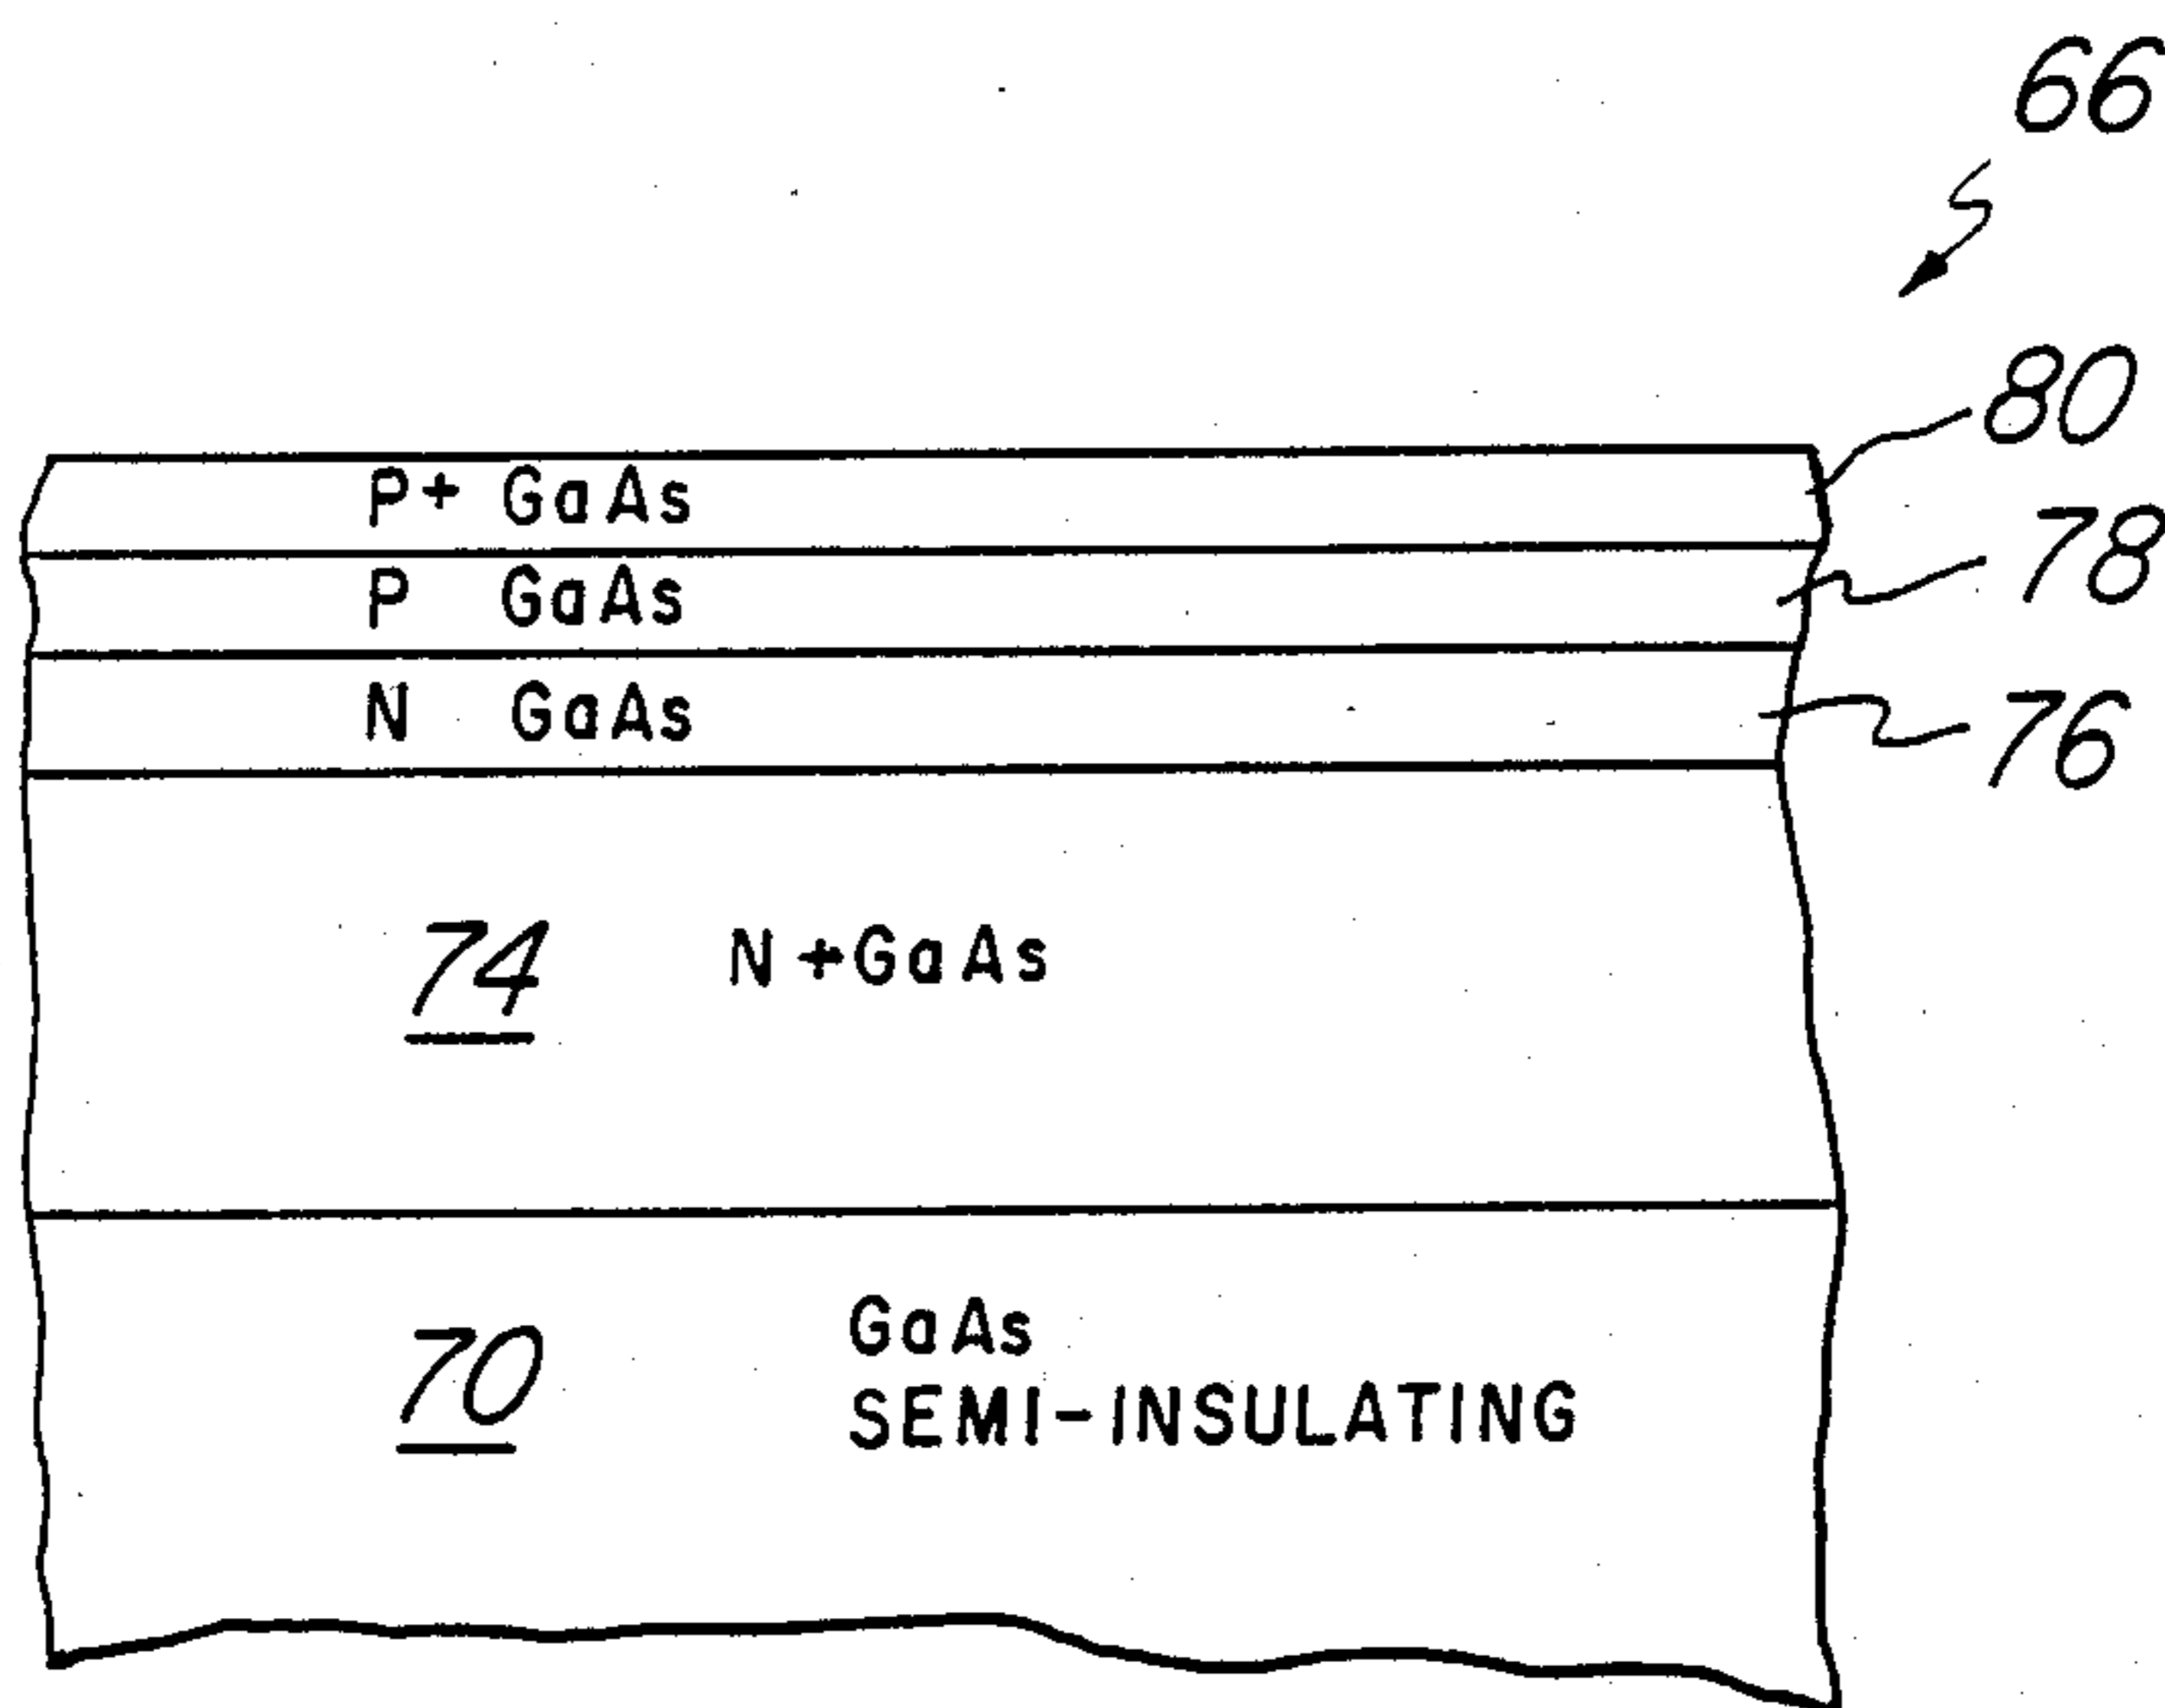 66
80
P+ GaAs
78
P GaAs
76
N GaAs
74 N+GaAs
70 GaAs
SEMI-INSULATING